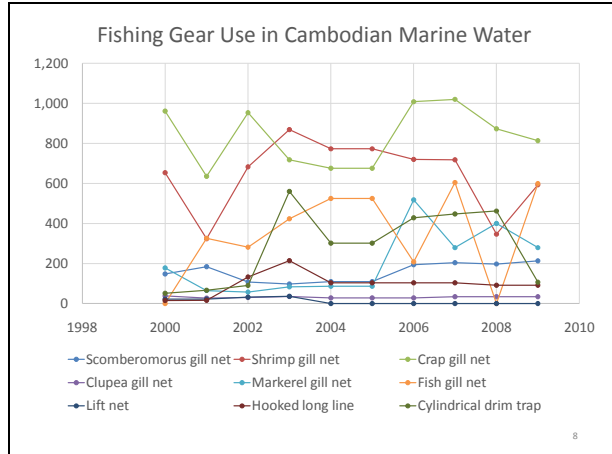 Fishing Gear Use in Cambodian Marine Water
1,200
1,000
800
600
400
200
0
1998 2000 2002 2004 2006 2008 2010
Scomberomorus gill net Shrimp gill net Crap gill net
Clupea gill net Markerel gill net Fish gill net
Lift net Hooked long line Cylindrical drim trap
8